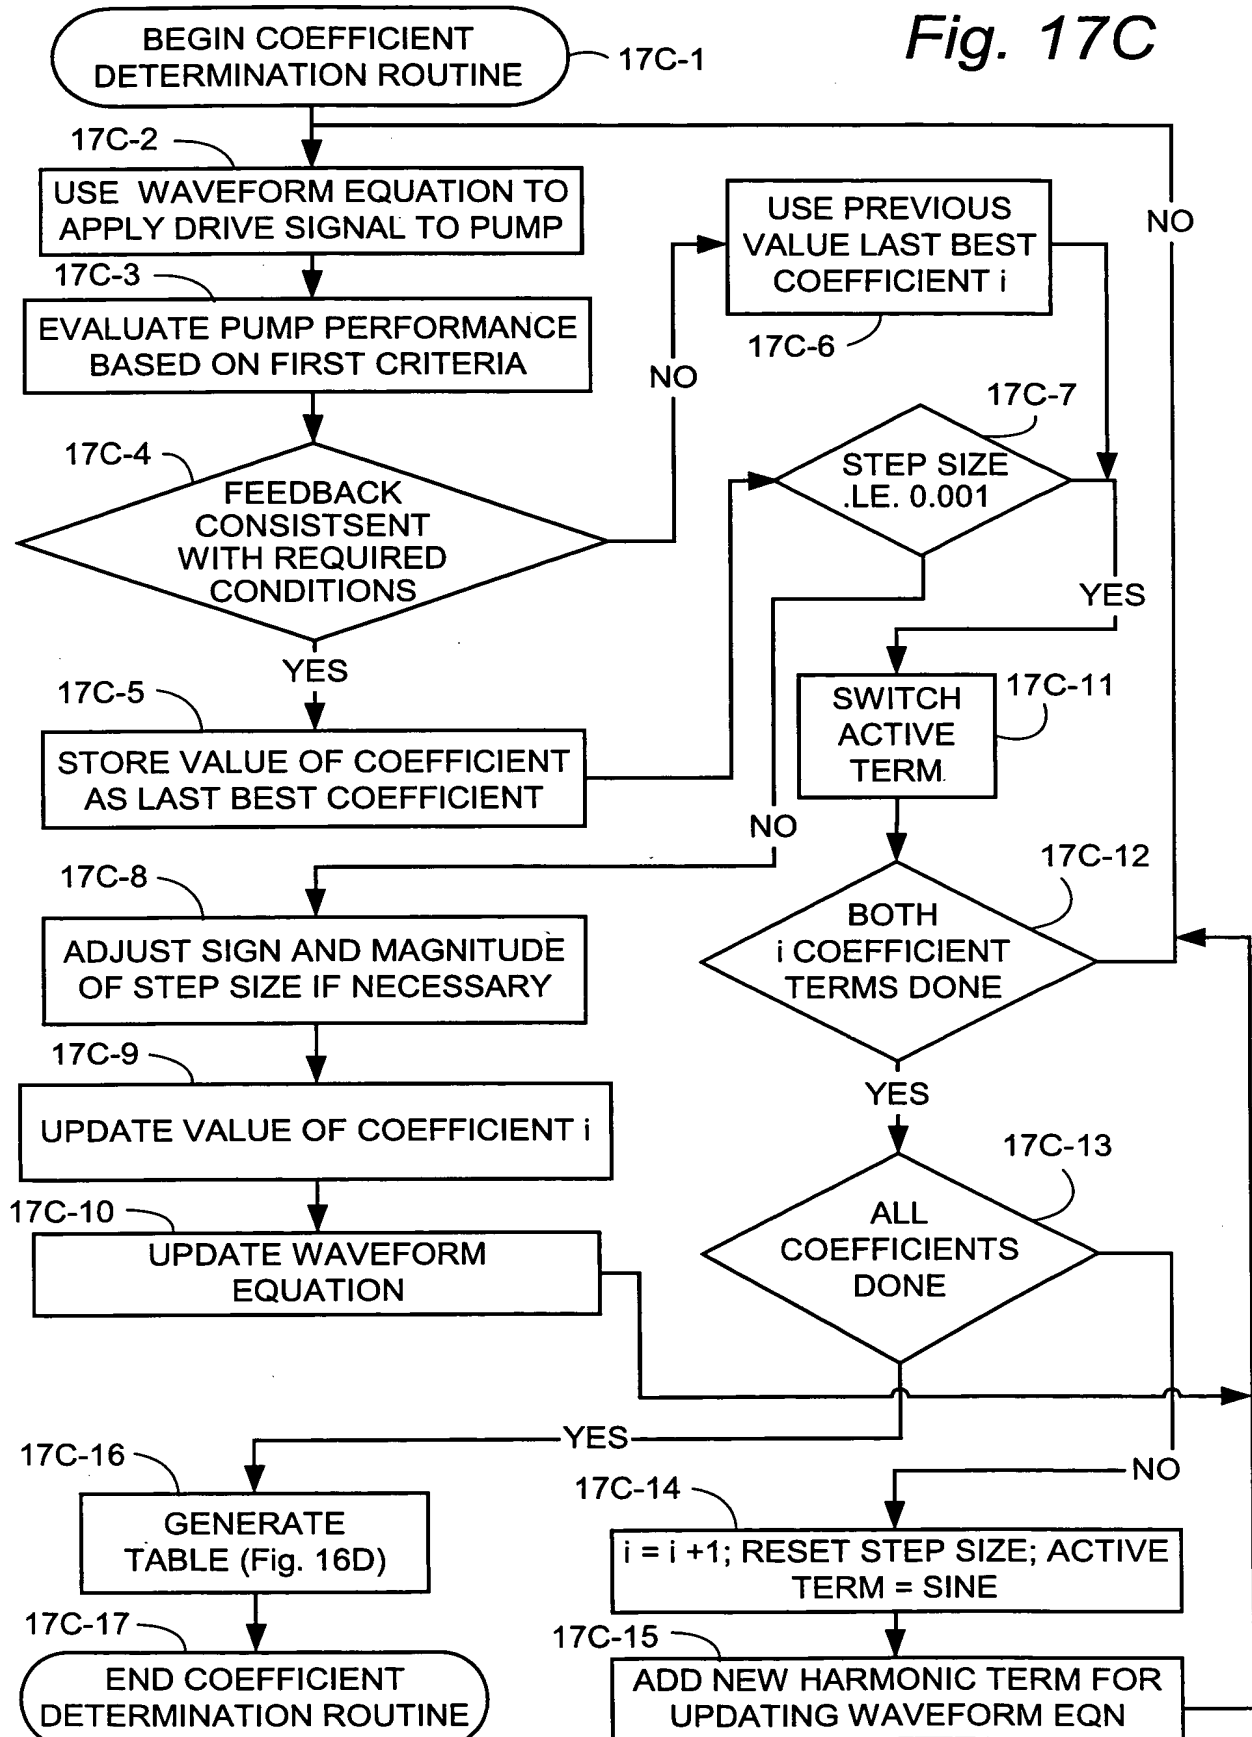 Fig. 17C
BEGIN COEFFICIENT
DETERMINATION ROUTINE
17C-1
17C-2
USE WAVEFORM EQUATION TO
APPLY DRIVE SIGNAL TO PUMP
17C-3
EVALUATE PUMP PERFORMANCE
BASED ON FIRST CRITERIA
17C-4
FEEDBACK
CONSISTSENT
WITH REQUIRED
CONDITIONS
NO
YES
17C-5
STORE VALUE OF COEFFICIENT
AS LAST BEST COEFFICIENT
USE PREVIOUS
VALUE LAST BEST
COEFFICIENT i
17C-6
NO
17C-7
STEP SIZE
.LE. 0.001
YES
NO
17C-8
ADJUST SIGN AND MAGNITUDE
OF STEP SIZE IF NECESSARY
17C-9
UPDATE VALUE OF COEFFICIENT i
17C-10
UPDATE WAVEFORM
EQUATION
17C-11
SWITCH
ACTIVE
TERM
17C-12
BOTH
i COEFFICIENT
TERMS DONE
YES
17C-13
ALL
COEFFICIENTS
DONE
YES
NO
17C-14
i = i +1; RESET STEP SIZE; ACTIVE
TERM = SINE
17C-15
ADD NEW HARMONIC TERM FOR
UPDATING WAVEFORM EQN
17C-16
GENERATE
TABLE (Fig. 16D)
17C-17
END COEFFICIENT
DETERMINATION ROUTINE